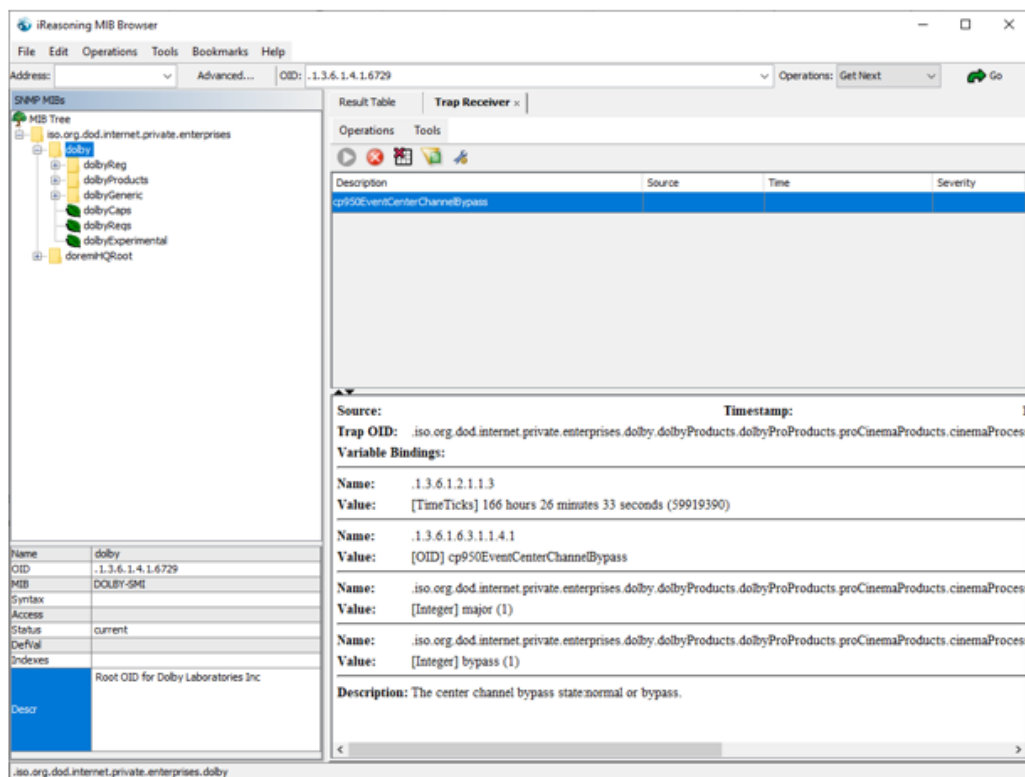 iReasoning MIB Browser
File Edit Operations Tools Bookmarks Help
Address: Advanced... OID: .1.3.6.1.4.1.6729 Operations: Get Next Go
SNMP MIBs
MIB Tree
iso.org.dod.internet.private.enterprises
dolby
dolbyReg
dolbyProducts
dolbyGeneric
dolbyCaps
dolbyReqs
dolbyExperimental
doremiHQRoot
Name dolby
OID .1.3.6.1.4.1.6729
MIB DOLBY-SMI
Syntax
Access
Status current
DefVal
Indexes
Descr Root OID for Dolby Laboratories Inc
.iso.org.dod.internet.private.enterprises.dolby
Result Table Trap Receiver ×
Operations Tools
Description Source Time Severity
cp950EventCenterChannelBypass
Source: Timestamp: 1
Trap OID: .iso.org.dod.internet.private.enterprises.dolby.dolbyProducts.dolbyProProducts.proCinemaProducts.cinemaProces
Variable Bindings:
Name: .1.3.6.1.2.1.1.3
Value: [TimeTicks] 166 hours 26 minutes 33 seconds (59919390)
Name: .1.3.6.1.6.3.1.1.4.1
Value: [OID] cp950EventCenterChannelBypass
Name: .iso.org.dod.internet.private.enterprises.dolby.dolbyProducts.dolbyProProducts.proCinemaProducts.cinemaProces
Value: [Integer] major (1)
Name: .iso.org.dod.internet.private.enterprises.dolby.dolbyProducts.dolbyProProducts.proCinemaProducts.cinemaProces
Value: [Integer] bypass (1)
Description: The center channel bypass state:normal or bypass.